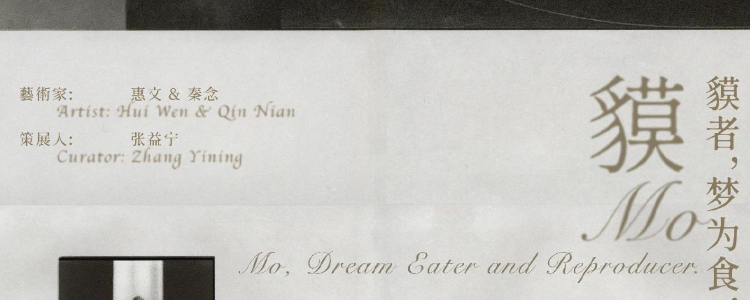 藝術家: 惠文 & 秦念
Artist: Hui Wen & Qin Nian
策展人: 张益宁
Curator: Zhang Yining
貘
Mo
Mo, Dream Eater and Reproducer.
貘者，梦为食